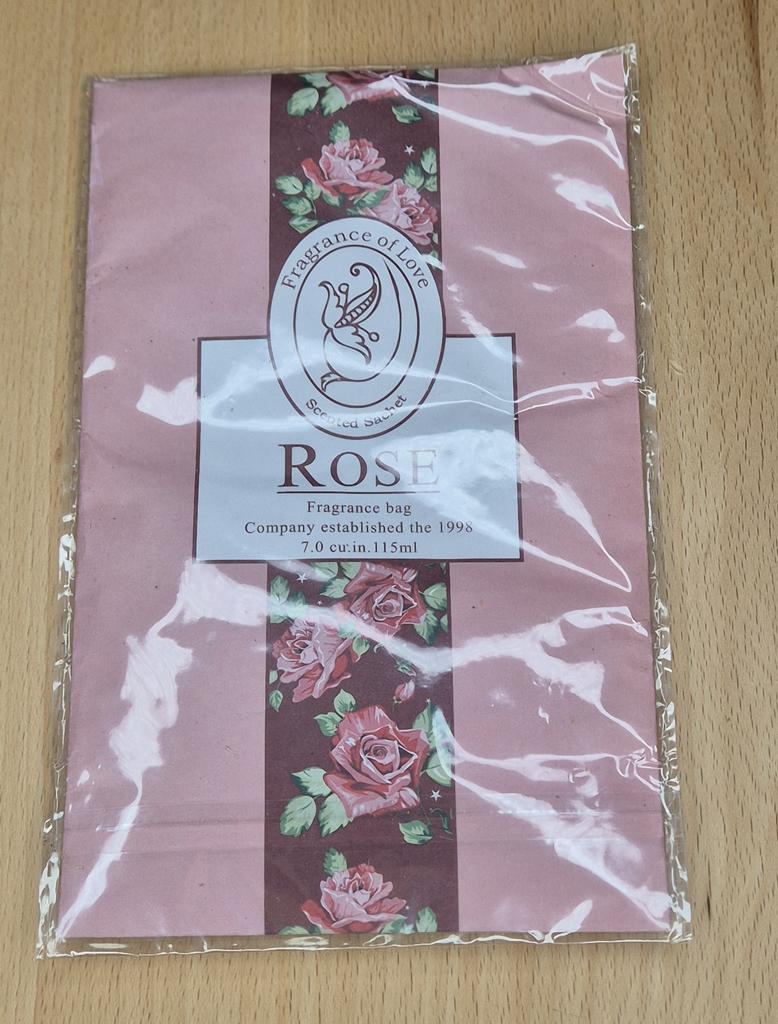 Fragrance of Love
Scented Sachet
ROSE
Fragrance bag
Company established the 1998
7.0 cu.in.115ml